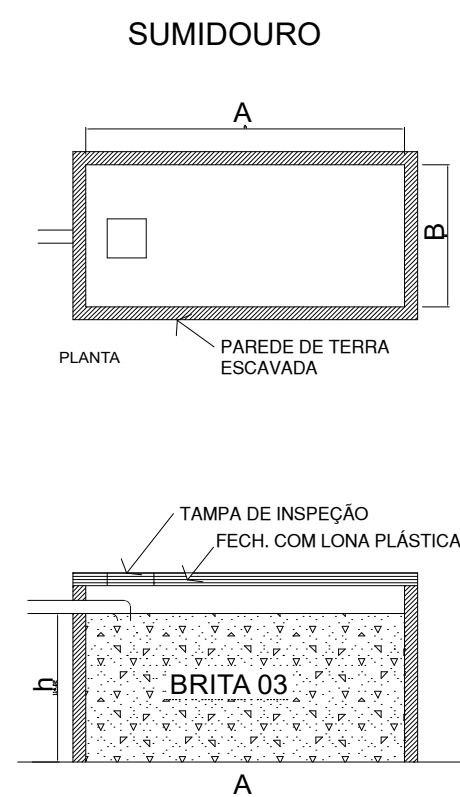 SUMIDOURO
A
B
PAREDE DE TERRA
ESCAVADA
PLANTA
TAMPA DE INSPEÇÃO
FECH. COM LONA PLÁSTICA
h
BRITA 03
A